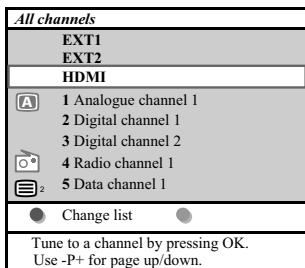 All channels
EXT1
EXT2
HDMI
A 1 Analogue channel 1
2 Digital channel 1
3 Digital channel 2
4 Radio channel 1
2 5 Data channel 1
Change list
Tune to a channel by pressing OK.
Use -P+ for page up/down.